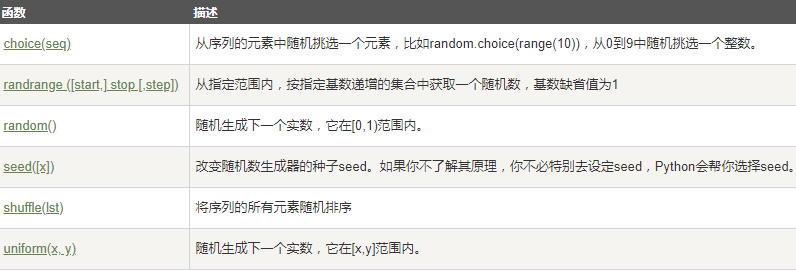 函数 描述
choice(seq) 从序列的元素中随机挑选一个元素，比如random.choice(range(10))，从0到9中随机挑选一个整数。
randrange ([start,] stop [,step]) 从指定范围内，按指定基数递增的集合中获取一个随机数，基数缺省值为1
random() 随机生成下一个实数，它在[0,1)范围内。
seed([x]) 改变随机数生成器的种子seed。如果你不了解其原理，你不必特别去设定seed，Python会帮你选择seed。
shuffle(lst) 将序列的所有元素随机排序
uniform(x, y) 随机生成下一个实数，它在[x,y]范围内。